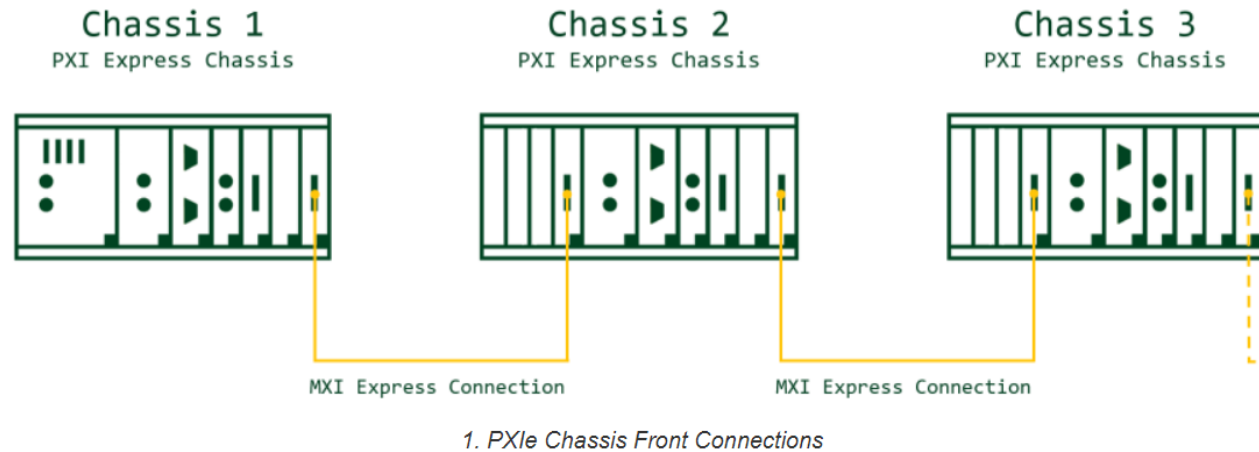 Chassis 1
PXI Express Chassis
Chassis 2
PXI Express Chassis
Chassis 3
PXI Express Chassis
MXI Express Connection
MXI Express Connection
1. PXIe Chassis Front Connections